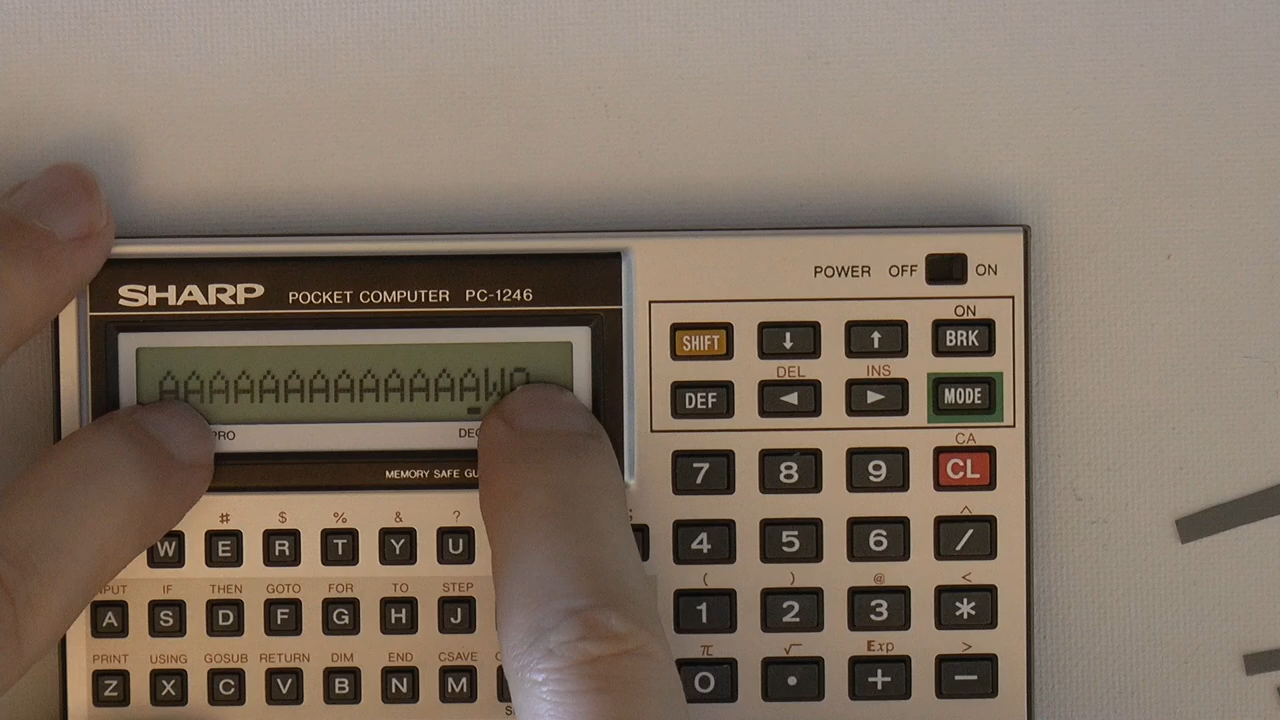 POWER OFF ON
SHARP POCKET COMPUTER PC-1246
ON
SHIFT ↓ ↑ BRK
DEL INS
DEF ◀ ▶ MODE
PRO
CA
7 8 9 CL
MEMORY SAFE
# $ % & ?
W E R T Y U
^
4 5 6 /
IF THEN GOTO FOR TO STEP
( ) @ <
A S D F G H J
1 2 3 *
PRINT USING GOSUB RETURN DIM END CSAVE
π √ Exp >
Z X C V B N M
0 • + −